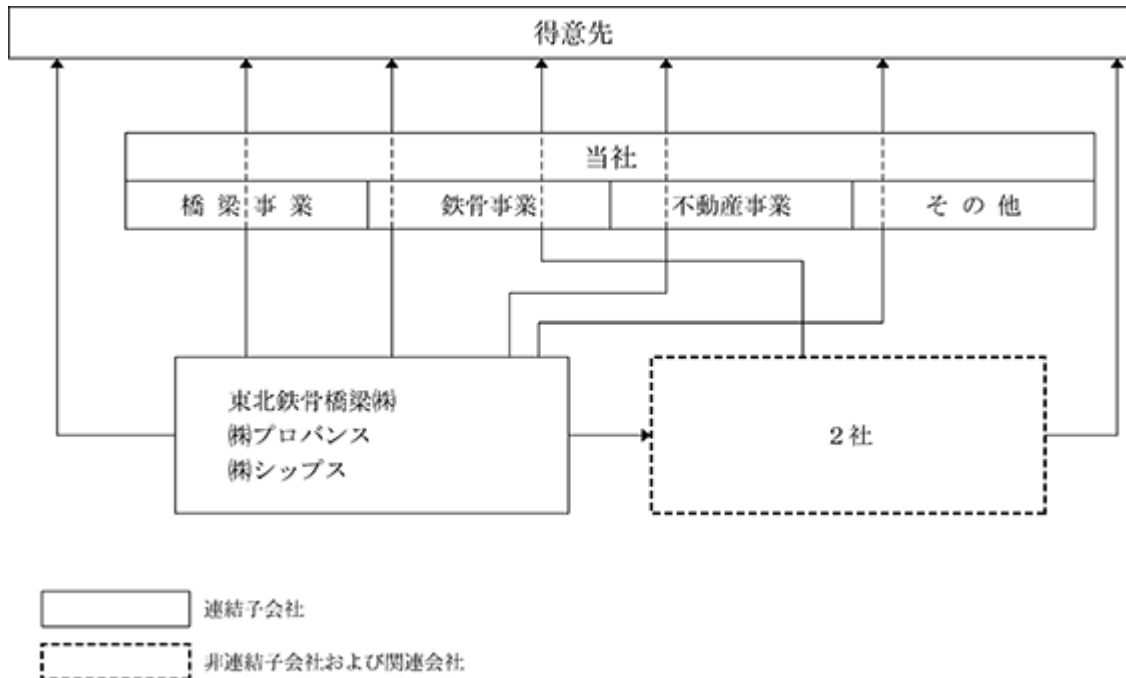 得意先
当社
橋梁事業
鉄骨事業
不動産事業
その他
東北鉄骨橋梁㈱
㈱プロバンス
㈱シップス
2社
連結子会社
非連結子会社および関連会社